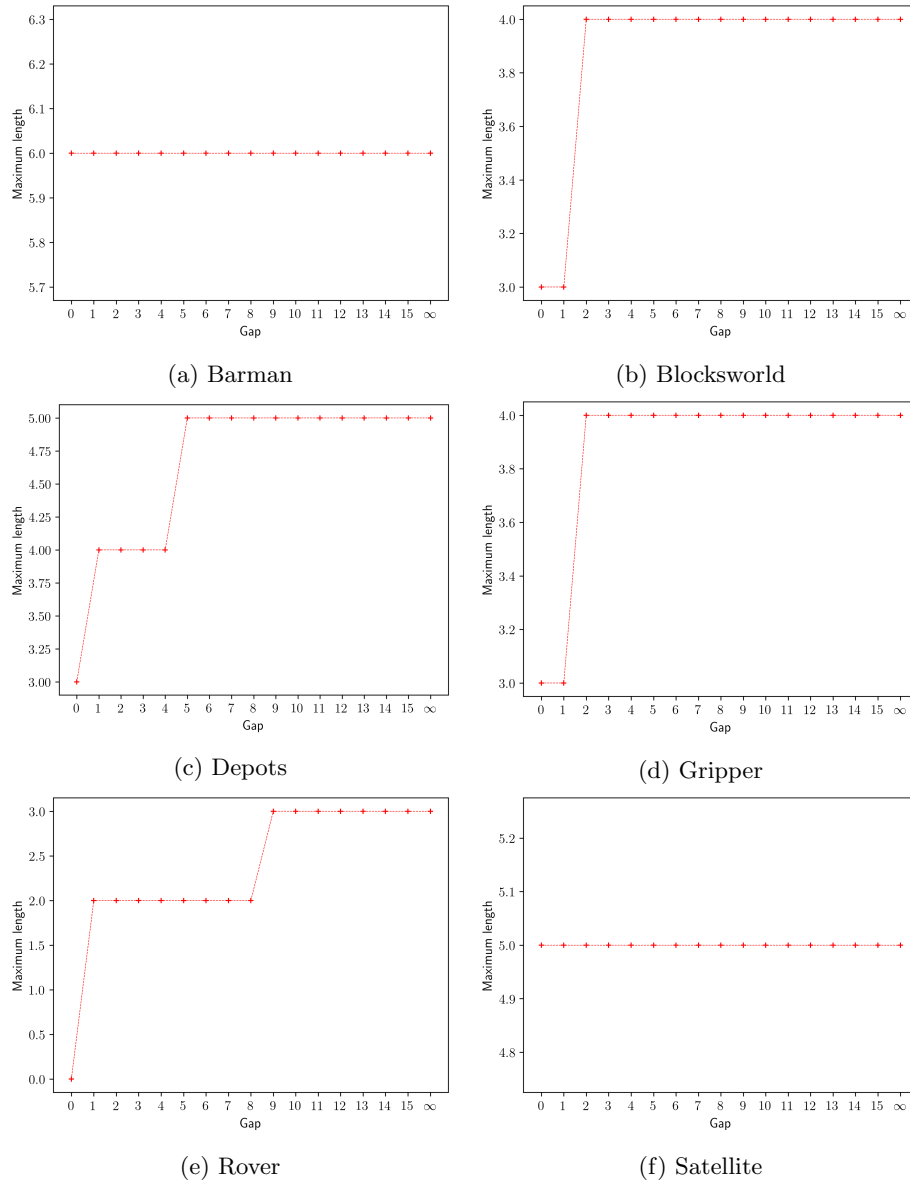 6.3
6.2
6.1
6.0
5.9
5.8
5.7
Maximum length
0 1 2 3 4 5 6 7 8 9 10 11 12 13 14 15 ∞
Gap
(a) Barman
4.0
3.8
3.6
3.4
3.2
3.0
Maximum length
0 1 2 3 4 5 6 7 8 9 10 11 12 13 14 15 ∞
Gap
(b) Blocksworld
5.00
4.75
4.50
4.25
4.00
3.75
3.50
3.25
3.00
Maximum length
0 1 2 3 4 5 6 7 8 9 10 11 12 13 14 15 ∞
Gap
(c) Depots
4.0
3.8
3.6
3.4
3.2
3.0
Maximum length
0 1 2 3 4 5 6 7 8 9 10 11 12 13 14 15 ∞
Gap
(d) Gripper
3.0
2.5
2.0
1.5
1.0
0.5
0.0
Maximum length
0 1 2 3 4 5 6 7 8 9 10 11 12 13 14 15 ∞
Gap
(e) Rover
5.2
5.1
5.0
4.9
4.8
Maximum length
0 1 2 3 4 5 6 7 8 9 10 11 12 13 14 15 ∞
Gap
(f) Satellite